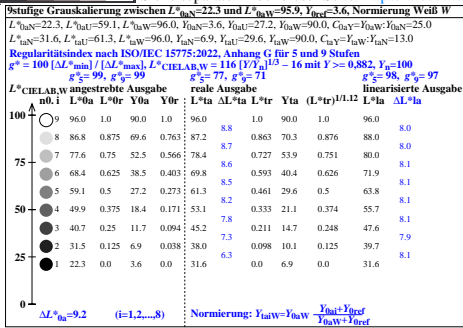 9stufige Grauskalierung zwischen L*0aN=22.3 und L*0aW=95.9, Y0ref=3.6, Normierung Weiß W
L*0aN=22.3, L*0aU=59.1, L*0aW=96.0, Y0aN=3.6, Y0aU=27.2, Y0aW=90.0, C0aY=Y0aW:Y0aN=25.0
L*taN=31.6, L*taU=61.3, L*taW=96.0, YtaN=6.9, YtaU=29.6, YtaW=90.0, CtaY=YtaW:YtaN=13.0
Regularitätsindex nach ISO/IEC 15775:2022, Anhang G für 5 und 9 Stufen
g* = 100 [ΔL*min] / [ΔL*max], L*CIELAB,W = 116 [Y/Yn]1/3 − 16 mit Y >= 0,882, Yn=100
g*5= 99, g*9= 99 g*5= 77, g*9= 71 g*5= 98, g*9= 97
L*CIELAB,W angestrebte Ausgabe reale Ausgabe linearisierte Ausgabe
n0. i L*0a L*0r Y0a Y0r L*ta ΔL*ta L*tr Yta (L*tr)1/1.12 L*la ΔL*la
100 9 96.0 1.0 90.0 1.0 96.0 1.0 90.0 1.0 96.0
8.8 8.0
8 86.8 0.875 69.6 0.763 87.2 0.863 70.3 0.876 88.0
8.7 8.0
75 7 77.6 0.75 52.5 0.566 78.4 0.727 53.9 0.751 80.0
8.6 8.1
6 68.4 0.625 38.5 0.403 69.8 0.593 40.4 0.626 71.9
8.5 8.1
5 59.1 0.5 27.2 0.273 61.3 0.461 29.6 0.5 63.8
8.2 8.1
50 4 49.9 0.375 18.4 0.171 53.1 0.333 21.1 0.374 55.7
7.8 8.1
3 40.7 0.25 11.7 0.094 45.2 0.211 14.7 0.248 47.6
7.3 7.9
2 31.5 0.125 6.9 0.038 38.0 0.098 10.1 0.125 39.7
6.3 8.1
25 1 22.3 0.0 3.6 0.0 31.6 0.0 6.9 0.0 31.6
0 ΔL*0a=9.2 (i=1,2,...,8) Normierung: YtaiW=Y0aW Y0ai+Y0ref
Y0aW+Y0ref